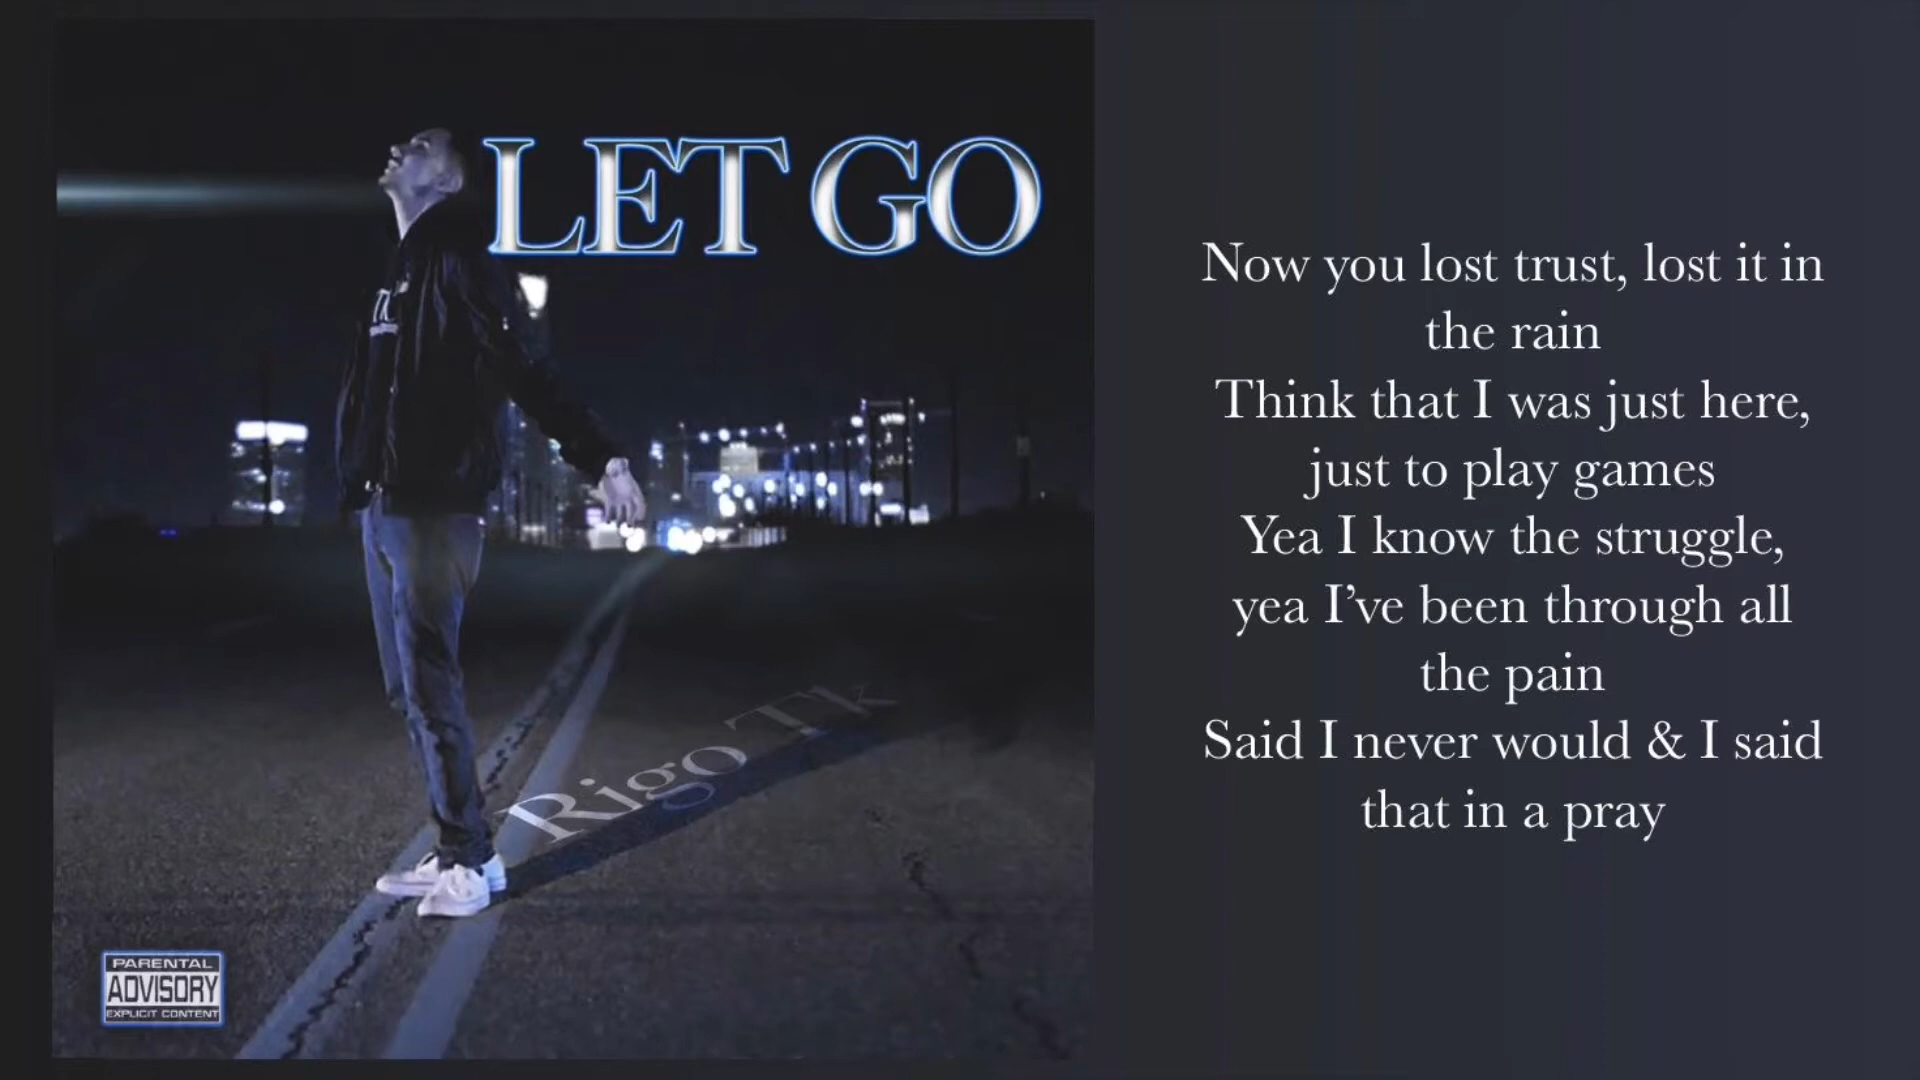 LET GO
Rigo Tk
PARENTAL
ADVISORY
EXPLICIT CONTENT
Now you lost trust, lost it in
the rain
Think that I was just here,
just to play games
Yea I know the struggle,
yea I’ve been through all
the pain
Said I never would & I said
that in a pray